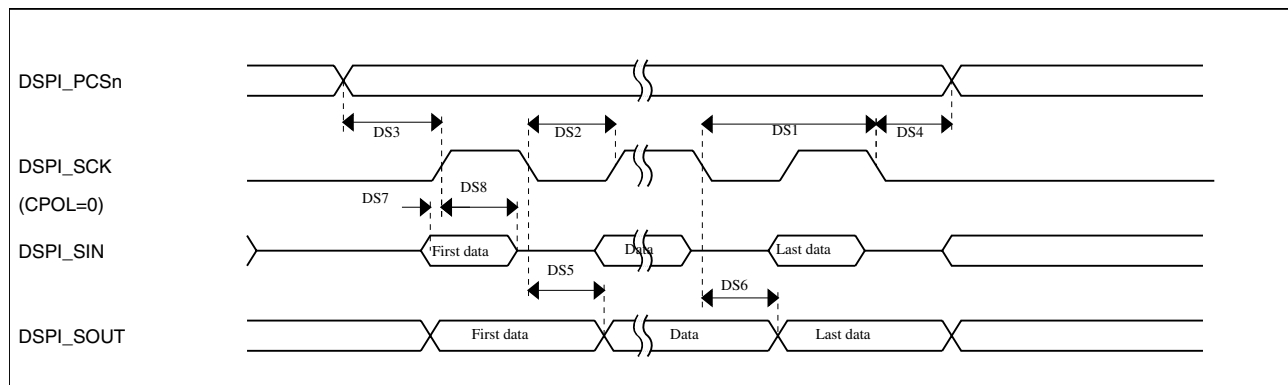 DSPI_PCSn
DS3
DS2
DS1
DS4
DSPI_SCK
(CPOL=0)
DS7
DS8
DSPI_SIN
First data
Data
Last data
DS5
DS6
DSPI_SOUT
First data
Data
Last data